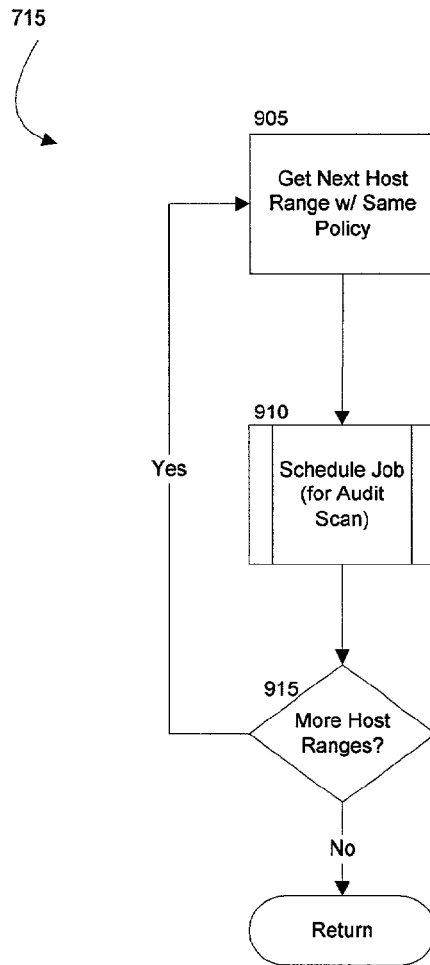 715
905
Get Next Host
Range w/ Same
Policy
910
Schedule Job
(for Audit
Scan)
Yes
915
More Host
Ranges?
No
Return